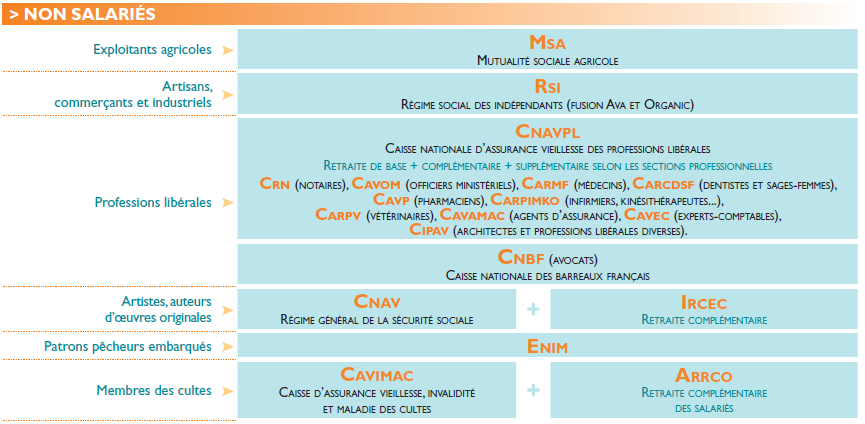 > NON SALARIÉS
Exploitants agricoles
MSA
MUTUALITÉ SOCIALE AGRICOLE
Artisans,
commerçants et industriels
RSI
RÉGIME SOCIAL DES INDÉPENDANTS (FUSION AVA ET ORGANIC)
Professions libérales
CNAVPL
CAISSE NATIONALE D'ASSURANCE VIEILLESSE DES PROFESSIONS LIBÉRALES
RETRAITE DE BASE + COMPLÉMENTAIRE + SUPPLÉMENTAIRE SELON LES SECTIONS PROFESSIONNELLES
CRN (NOTAIRES), CAVOM (OFFICIERS MINISTÉRIELS), CARMF (MÉDECINS), CARCDSF (DENTISTES ET SAGES-FEMMES),
CAVP (PHARMACIENS), CARPIMKO (INFIRMIERS, KINÉSITHÉRAPEUTES...),
CARPV (VÉTÉRINAIRES), CAVAMAC (AGENTS D'ASSURANCE), CAVEC (EXPERTS-COMPTABLES),
CIPAV (ARCHITECTES ET PROFESSIONS LIBÉRALES DIVERSES).
CNBF (AVOCATS)
CAISSE NATIONALE DES BARREAUX FRANÇAIS
Artistes, auteurs
d'œuvres originales
CNAV
RÉGIME GÉNÉRAL DE LA SÉCURITÉ SOCIALE
+
IRCEC
RETRAITE COMPLÉMENTAIRE
Patrons pêcheurs embarqués
ENIM
Membres des cultes
CAVIMAC
CAISSE D'ASSURANCE VIEILLESSE, INVALIDITÉ
ET MALADIE DES CULTES
+
ARRCO
RETRAITE COMPLÉMENTAIRE
DES SALARIÉS